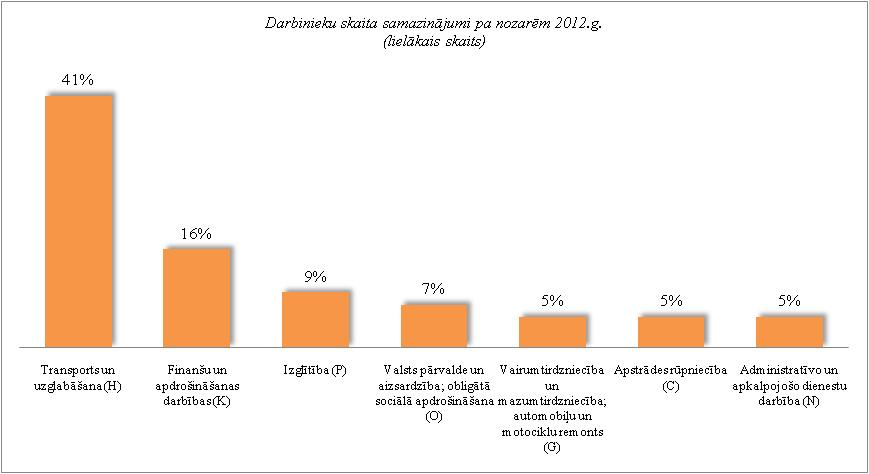 Darbinieku skaita samazinājumi pa nozarēm 2012.g.
(lielākais skaits)
41%
16%
9%
7%
5%
5%
5%
Transports un
uzglabāšana (H)
Finanšu un
apdrošināšanas
darbības (K)
Izglītība (P)
Valsts pārvalde un
aizsardzība; obligātā
sociālā apdrošināšana
(O)
Vairumtirdzniecība
un
mazumtirdzniecība;
automobiļu un
motociklu remonts
(G)
Apstrādes rūpniecība
(C)
Administratīvo un
apkalpojošo dienestu
darbība (N)